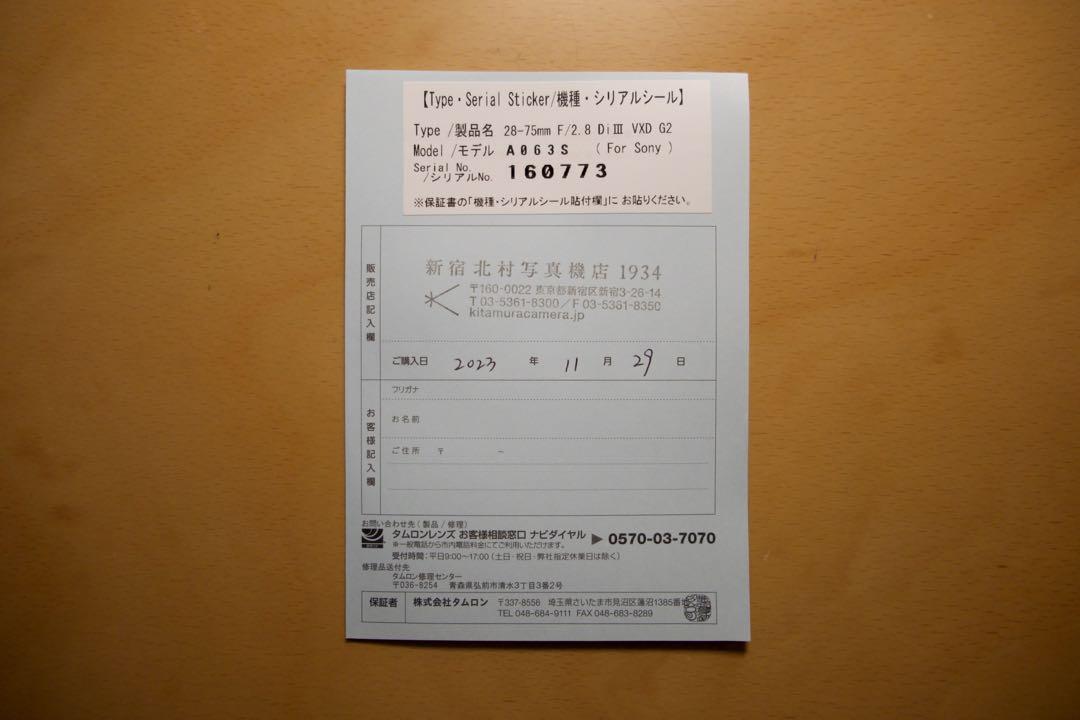 【Type・Serial Sticker/機種・シリアルシール】
Type /製品名 28-75mm F/2.8 DiⅢ VXD G2
Model /モデル A063S ( For Sony )
Serial No.
/シリアルNo. 160773
※保証書の「機種・シリアルシール貼付欄」にお貼りください。
販売店記入欄
新宿 北村写真機店 1934
〒160-0022 東京都新宿区新宿3-26-14
T 03-5361-8300/F 03-5361-8350
kitamuracamera.jp
ご購入日 2023 年 11 月 29 日
お客様記入欄
フリガナ
お名前
ご住所 〒 -
お問い合わせ先(製品/修理)
タムロンレンズ お客様相談窓口 ナビダイヤル ▶ 0570-03-7070
※一般電話から市内電話料金にてご利用いただけます。
受付時間:平日9:00~17:00(土日・祝日・弊社指定休業日は除く)
修理品送付先
タムロン修理センター
〒036-8254 青森県弘前市清水3丁目3番2号
保証者 株式会社タムロン 〒337-8556 埼玉県さいたま市見沼区蓮沼1385番地
TEL 048-684-9111 FAX 048-683-8289